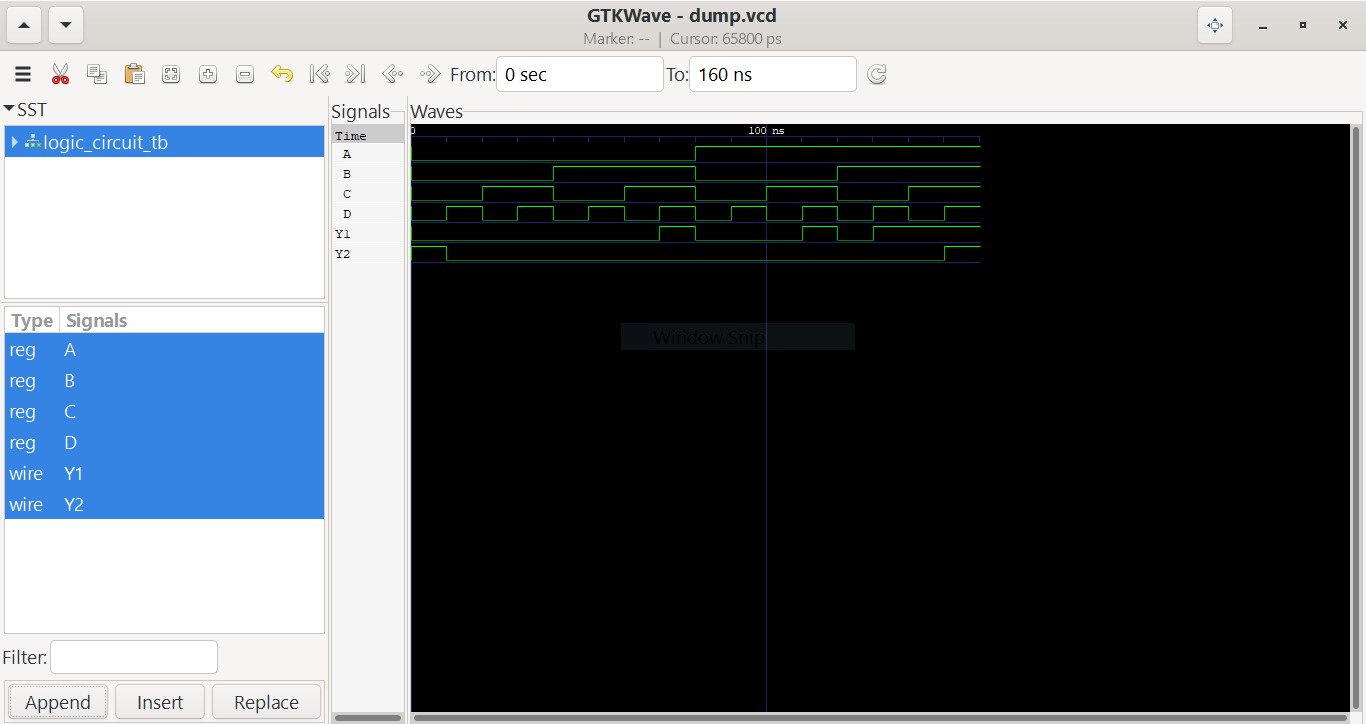 GTKWave - dump.vcd
Marker: -- | Cursor: 65800 ps
From: 0 sec To: 160 ns
SST
logic_circuit_tb
Type Signals
reg A
reg B
reg C
reg D
wire Y1
wire Y2
Filter:
Append Insert Replace
Signals
Time
A
B
C
D
Y1
Y2
Waves
0 100 ns
Window Snip